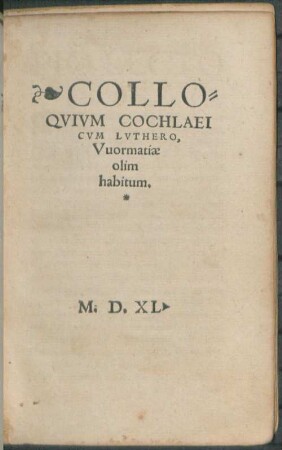 COLLO=
QVIVM COCHLAEI
CVM LVTHERO,
Vuormatiæ
olim
habitum.
M. D. XL